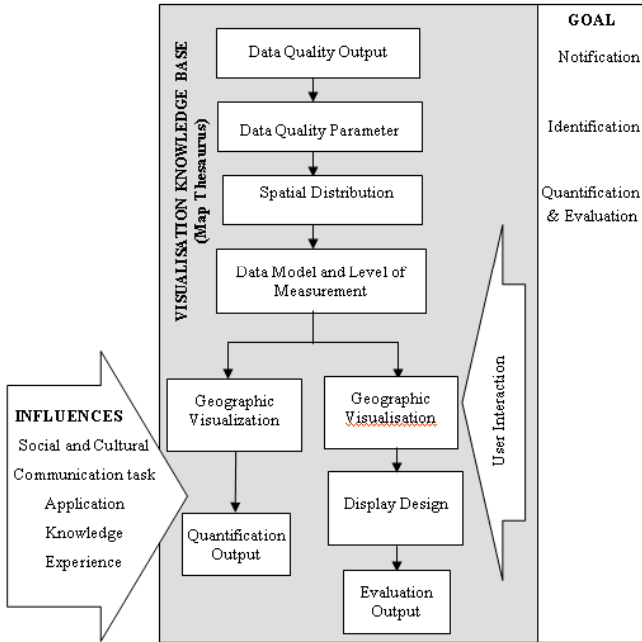 GOAL
Notification
Identification
Quantification
& Evaluation
VISUALISATION KNOWLEDGE BASE
(Map Thesaurus)
Data Quality Output
Data Quality Parameter
Spatial Distribution
Data Model and Level of
Measurement
Geographic
Visualization
Geographic
Visualisation
Quantification
Output
Display Design
Evaluation
Output
INFLUENCES
Social and Cultural
Communication task
Application
Knowledge
Experience
User Interaction